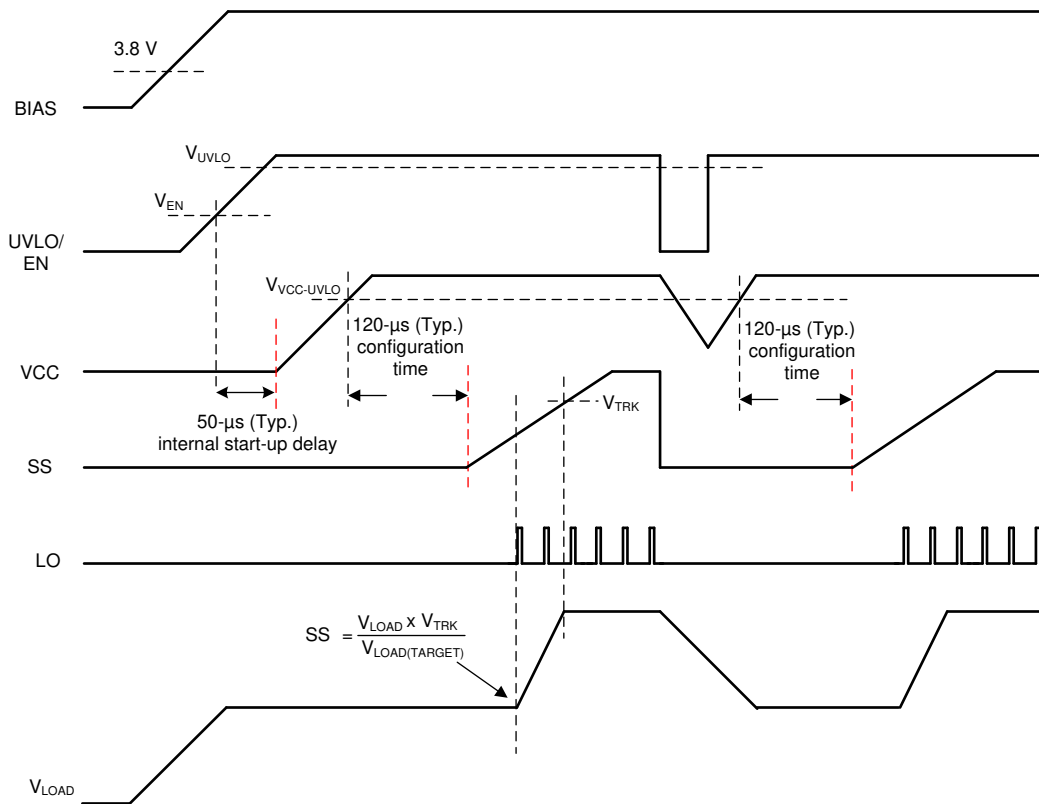 3.8 V
BIAS
VUVLO
VEN
UVLO/
EN
VVCC-UVLO
120-µs (Typ.)
configuration
time
120-µs (Typ.)
configuration
time
VCC
VTRK
50-µs (Typ.)
internal start-up delay
SS
LO
SS = VLOAD x VTRK
VLOAD(TARGET)
VLOAD